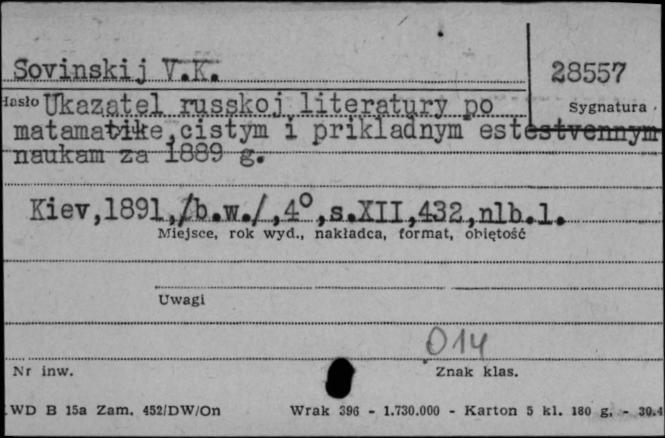 Sovinskij V.K.
28557
Hasło Ukazatel russkoj literatury po
Sygnatura
matamatike,cistym i prikladnym estestvennym
naukam za 1889 g.
Kiev,1891,/b.w./,4°,s.XII,432,nlb.1.
Miejsce, rok wyd., nakładca, format, objętość
Uwagi
014
Nr inw.
Znak klas.
LWD B 15a Zam. 452/DW/On Wrak 396 - 1.730.000 - Karton 5 kl. 180 g. - 30.4